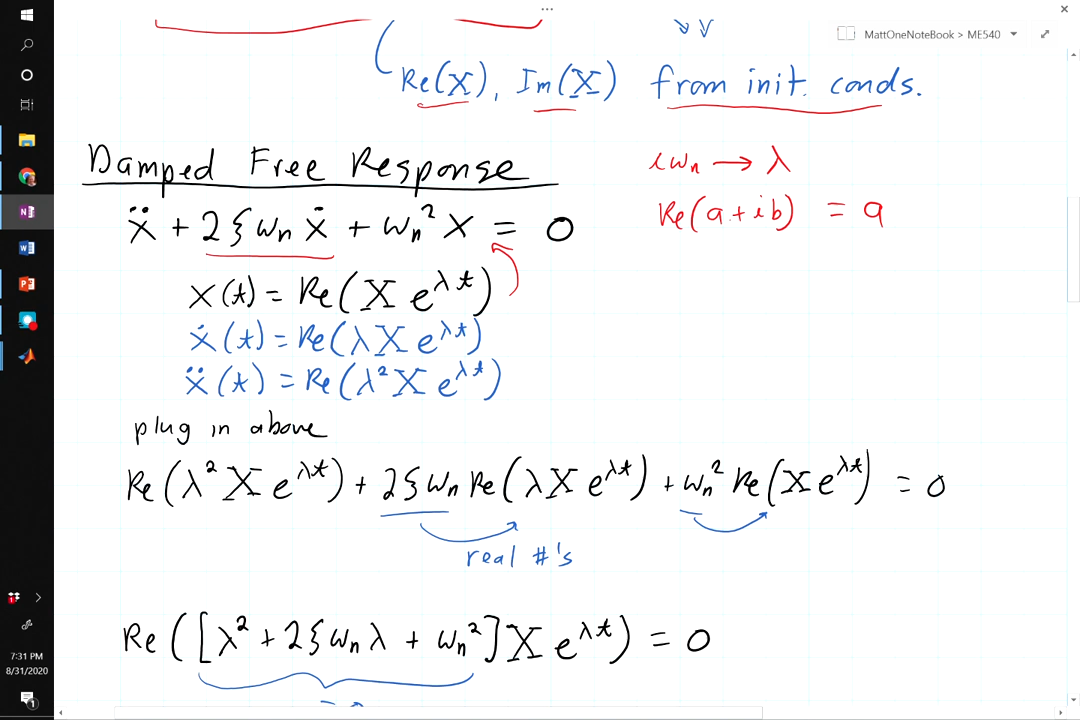 Re(X), Im(X) from init. conds.
MattOneNoteBook > ME540
Damped Free Response
iωn → λ
Re(a+ib) = a
ẍ + 2ζωn ẋ + ωn² x = 0
x(t) = Re(X e^λt)
ẋ(t) = Re(λX e^λt)
ẍ(t) = Re(λ² X e^λt)
plug in above
Re(λ² X e^λt) + 2ζωn Re(λX e^λt) + ωn² Re(X e^λt) = 0
real #'s
Re([λ² + 2ζωn λ + ωn²] X e^λt) = 0
7:31 PM
8/31/2020